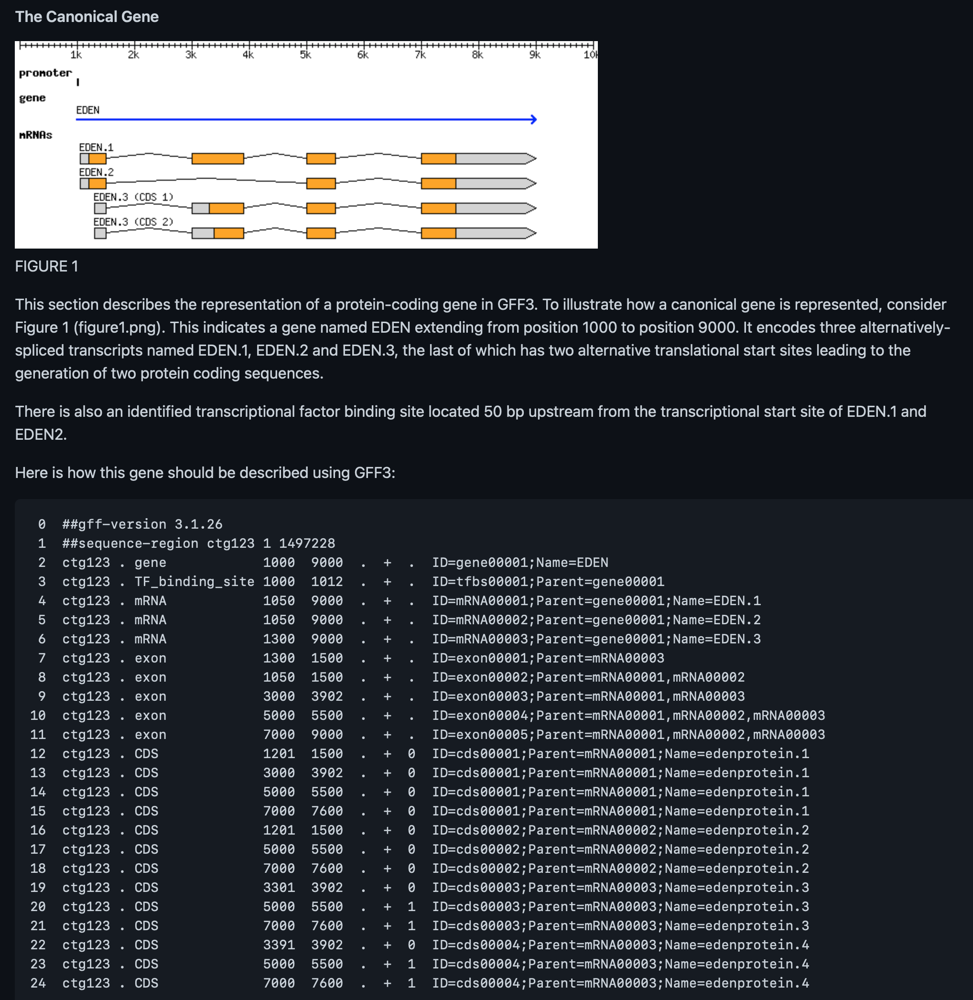 The Canonical Gene
1k 2k 3k 4k 5k 6k 7k 8k 9k 10k
promoter
gene
EDEN
mRNAs
EDEN.1
EDEN.2
EDEN.3 (CDS 1)
EDEN.3 (CDS 2)
FIGURE 1
This section describes the representation of a protein-coding gene in GFF3. To illustrate how a canonical gene is represented, consider
Figure 1 (figure1.png). This indicates a gene named EDEN extending from position 1000 to position 9000. It encodes three alternatively-
spliced transcripts named EDEN.1, EDEN.2 and EDEN.3, the last of which has two alternative translational start sites leading to the
generation of two protein coding sequences.
There is also an identified transcriptional factor binding site located 50 bp upstream from the transcriptional start site of EDEN.1 and
EDEN2.
Here is how this gene should be described using GFF3:
0 ##gff-version 3.1.26
1 ##sequence-region ctg123 1 1497228
2 ctg123 . gene 1000 9000 . + . ID=gene00001;Name=EDEN
3 ctg123 . TF_binding_site 1000 1012 . + . ID=tfbs00001;Parent=gene00001
4 ctg123 . mRNA 1050 9000 . + . ID=mRNA00001;Parent=gene00001;Name=EDEN.1
5 ctg123 . mRNA 1050 9000 . + . ID=mRNA00002;Parent=gene00001;Name=EDEN.2
6 ctg123 . mRNA 1300 9000 . + . ID=mRNA00003;Parent=gene00001;Name=EDEN.3
7 ctg123 . exon 1300 1500 . + . ID=exon00001;Parent=mRNA00003
8 ctg123 . exon 1050 1500 . + . ID=exon00002;Parent=mRNA00001,mRNA00002
9 ctg123 . exon 3000 3902 . + . ID=exon00003;Parent=mRNA00001,mRNA00003
10 ctg123 . exon 5000 5500 . + . ID=exon00004;Parent=mRNA00001,mRNA00002,mRNA00003
11 ctg123 . exon 7000 9000 . + . ID=exon00005;Parent=mRNA00001,mRNA00002,mRNA00003
12 ctg123 . CDS 1201 1500 . + 0 ID=cds00001;Parent=mRNA00001;Name=edenprotein.1
13 ctg123 . CDS 3000 3902 . + 0 ID=cds00001;Parent=mRNA00001;Name=edenprotein.1
14 ctg123 . CDS 5000 5500 . + 0 ID=cds00001;Parent=mRNA00001;Name=edenprotein.1
15 ctg123 . CDS 7000 7600 . + 0 ID=cds00001;Parent=mRNA00001;Name=edenprotein.1
16 ctg123 . CDS 1201 1500 . + 0 ID=cds00002;Parent=mRNA00002;Name=edenprotein.2
17 ctg123 . CDS 5000 5500 . + 0 ID=cds00002;Parent=mRNA00002;Name=edenprotein.2
18 ctg123 . CDS 7000 7600 . + 0 ID=cds00002;Parent=mRNA00002;Name=edenprotein.2
19 ctg123 . CDS 3301 3902 . + 0 ID=cds00003;Parent=mRNA00003;Name=edenprotein.3
20 ctg123 . CDS 5000 5500 . + 1 ID=cds00003;Parent=mRNA00003;Name=edenprotein.3
21 ctg123 . CDS 7000 7600 . + 1 ID=cds00003;Parent=mRNA00003;Name=edenprotein.3
22 ctg123 . CDS 3391 3902 . + 0 ID=cds00004;Parent=mRNA00003;Name=edenprotein.4
23 ctg123 . CDS 5000 5500 . + 1 ID=cds00004;Parent=mRNA00003;Name=edenprotein.4
24 ctg123 . CDS 7000 7600 . + 1 ID=cds00004;Parent=mRNA00003;Name=edenprotein.4